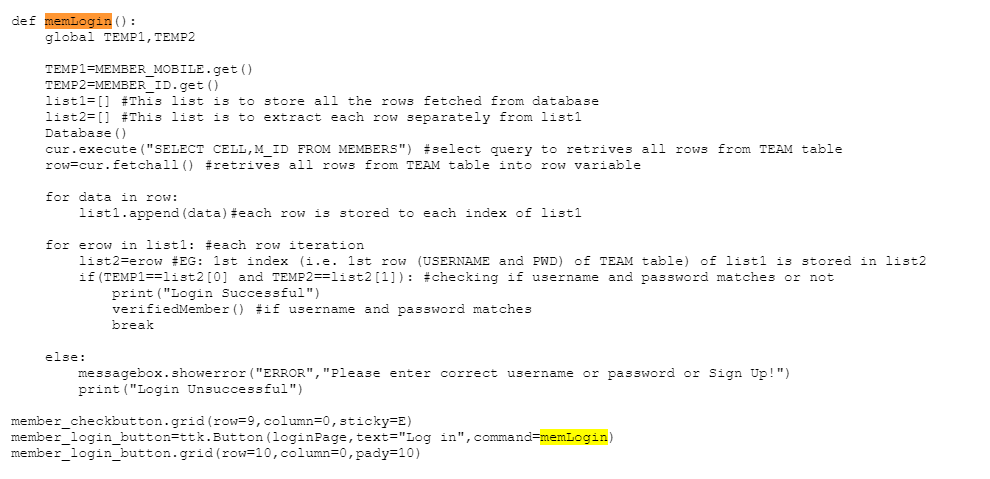 def memLogin():
    global TEMP1,TEMP2
    TEMP1=MEMBER_MOBILE.get()
    TEMP2=MEMBER_ID.get()
    list1=[] #This list is to store all the rows fetched from database
    list2=[] #This list is to extract each row separately from list1
    Database()
    cur.execute("SELECT CELL,M_ID FROM MEMBERS") #select query to retrives all rows from TEAM table
    row=cur.fetchall() #retrives all rows from TEAM table into row variable
    for data in row:
        list1.append(data)#each row is stored to each index of list1
    for erow in list1: #each row iteration
        list2=erow #EG: 1st index (i.e. 1st row (USERNAME and PWD) of TEAM table) of list1 is stored in list2
        if(TEMP1==list2[0] and TEMP2==list2[1]): #checking if username and password matches or not
            print("Login Successful")
            verifiedMember() #if username and password matches
            break
    else:
        messagebox.showerror("ERROR","Please enter correct username or password or Sign Up!")
        print("Login Unsuccessful")
member_checkbutton.grid(row=9,column=0,sticky=E)
member_login_button=ttk.Button(loginPage,text="Log in",command=memLogin)
member_login_button.grid(row=10,column=0,pady=10)